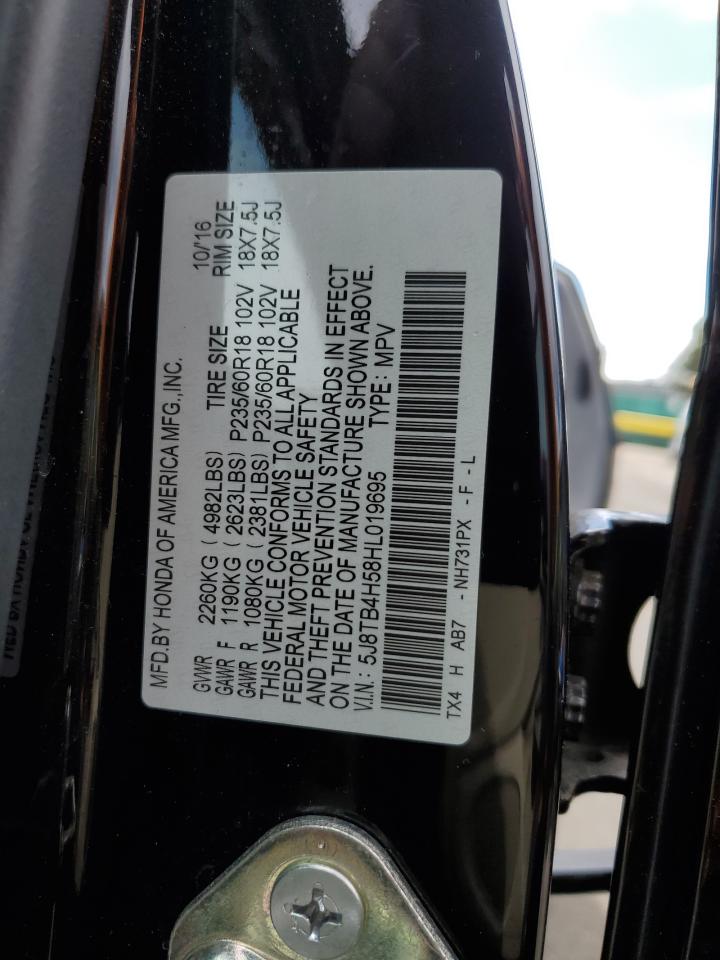 MFD.BY HONDA OF AMERICA MFG.,INC. 10/'16
GVWR 2260KG ( 4982LBS) TIRE SIZE RIM SIZE
GAWR F 1190KG ( 2623LBS) P235/60R18 102V 18X7.5J
GAWR R 1080KG ( 2381LBS) P235/60R18 102V 18X7.5J
THIS VEHICLE CONFORMS TO ALL APPLICABLE
FEDERAL MOTOR VEHICLE SAFETY
AND THEFT PREVENTION STANDARDS IN EFFECT
ON THE DATE OF MANUFACTURE SHOWN ABOVE.
V.I.N.: 5J8TB4H58HL019695 TYPE: MPV
TX4 H AB7 -NH731PX - F - L